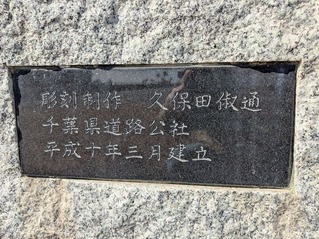 彫刻制作　久保田俶通
千葉県道路公社
平成十年三月建立